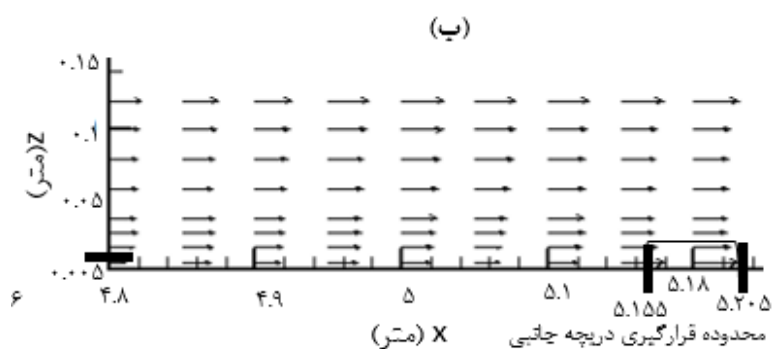 (ب)
۰.۱۵
۰.۱
۰.۰۵
۰.۰۰۵
Z(متر)
۶ ۴.۸ ۴.۹ ۵ ۵.۱ ۵.۱۵۵ ۵.۱۸ ۵.۲۰۵
X (متر)
محدوده قرارگیری دریچه جانبی